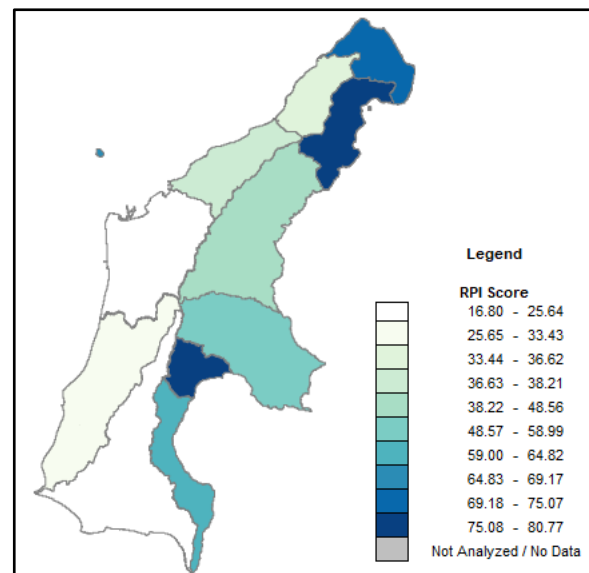 Legend
RPI Score
16.80 - 25.64
25.65 - 33.43
33.44 - 36.62
36.63 - 38.21
38.22 - 48.56
48.57 - 58.99
59.00 - 64.82
64.83 - 69.17
69.18 - 75.07
75.08 - 80.77
Not Analyzed / No Data